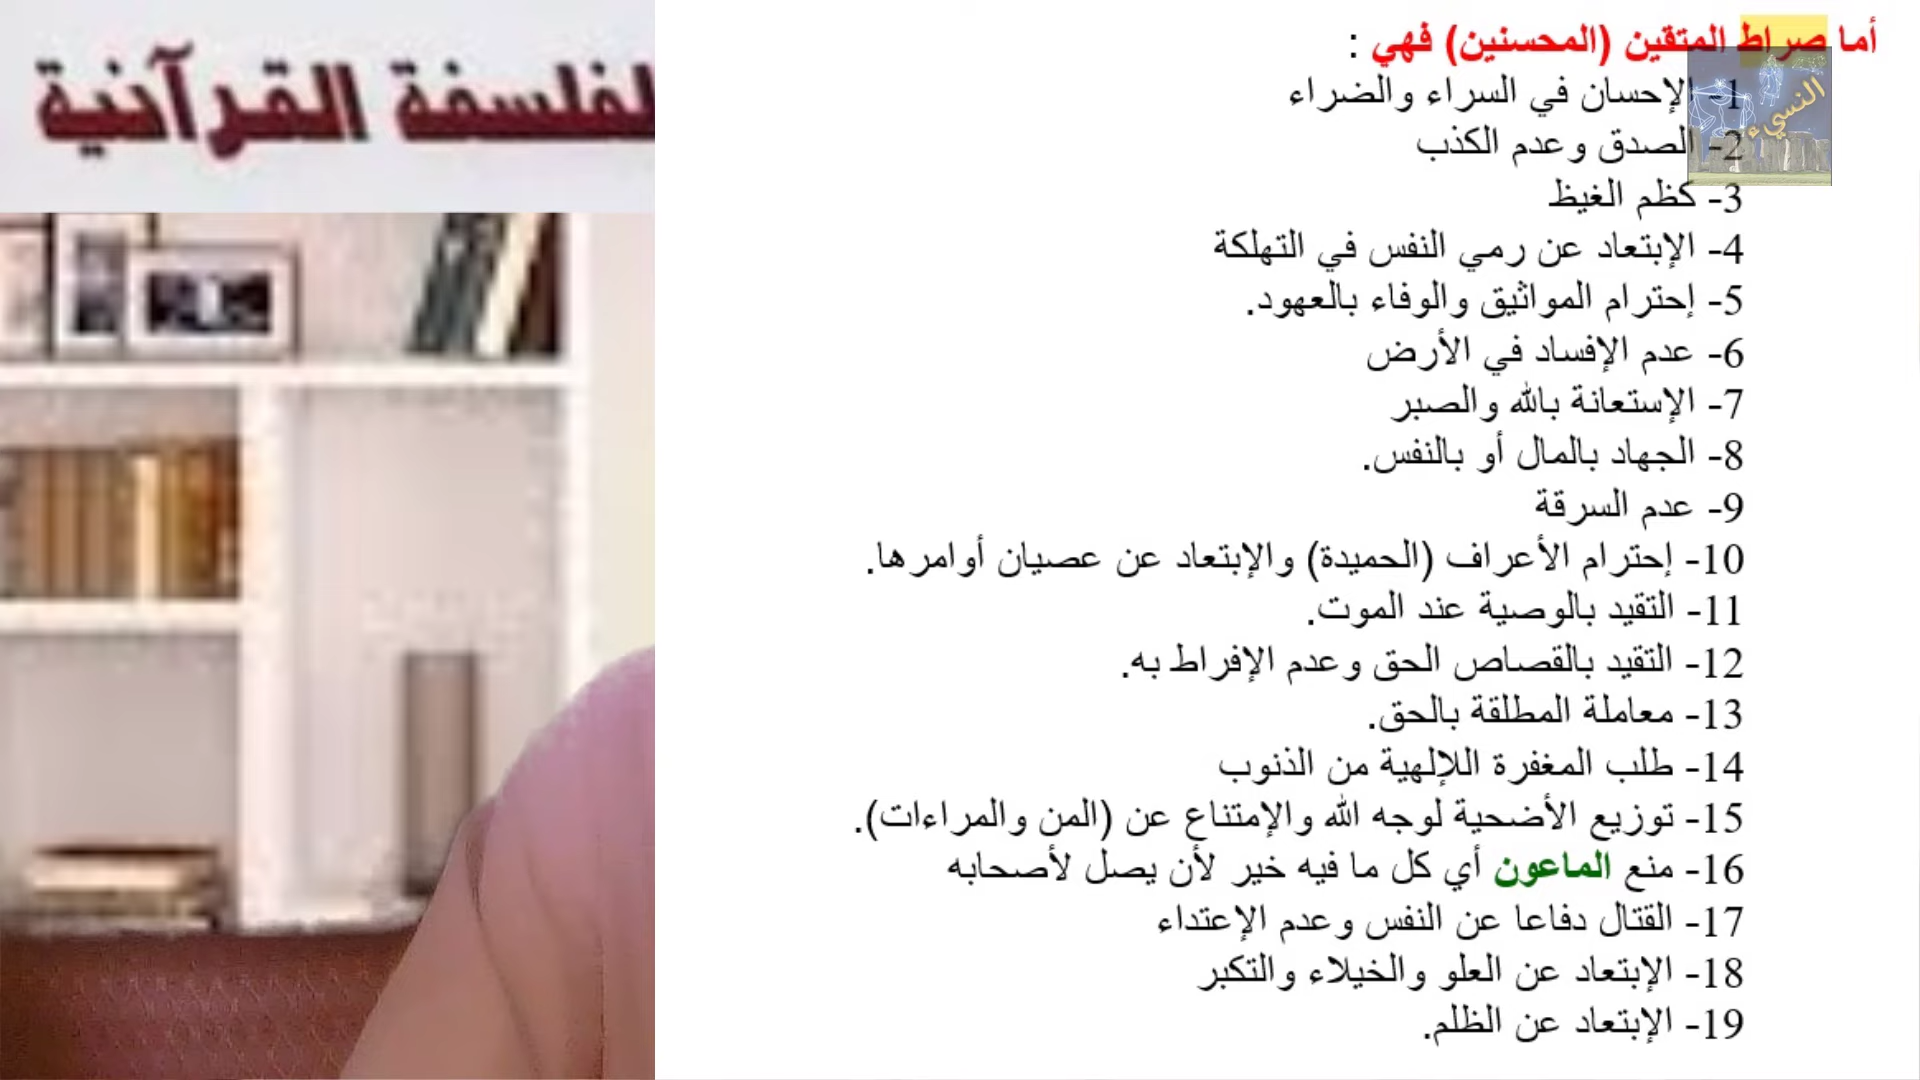 أما صراط المتقين (المحسنين) فهي :
1- الإحسان في السراء والضراء
2- الصدق وعدم الكذب
3- كظم الغيظ
4- الإبتعاد عن رمي النفس في التهلكة
5- إحترام المواثيق والوفاء بالعهود.
6- عدم الإفساد في الأرض
7- الإستعانة بالله والصبر
8- الجهاد بالمال أو بالنفس.
9- عدم السرقة
10- إحترام الأعراف (الحميدة) والإبتعاد عن عصيان أوامرها.
11- التقيد بالوصية عند الموت.
12- التقيد بالقصاص الحق وعدم الإفراط به.
13- معاملة المطلقة بالحق.
14- طلب المغفرة اللإلهية من الذنوب
15- توزيع الأضحية لوجه الله والإمتناع عن (المن والمراءات).
16- منع الماعون أي كل ما فيه خير لأن يصل لأصحابه
17- القتال دفاعا عن النفس وعدم الإعتداء
18- الإبتعاد عن العلو والخيلاء والتكبر
19- الإبتعاد عن الظلم.
النسيء
لفلسفة القرآنية